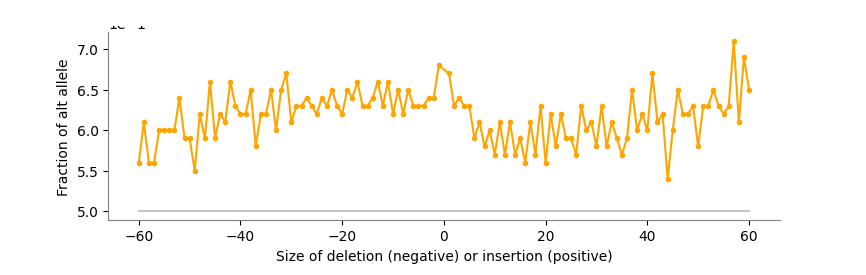 7.0
6.5
6.0
5.5
5.0
Fraction of alt allele
−60 −40 −20 0 20 40 60
Size of deletion (negative) or insertion (positive)